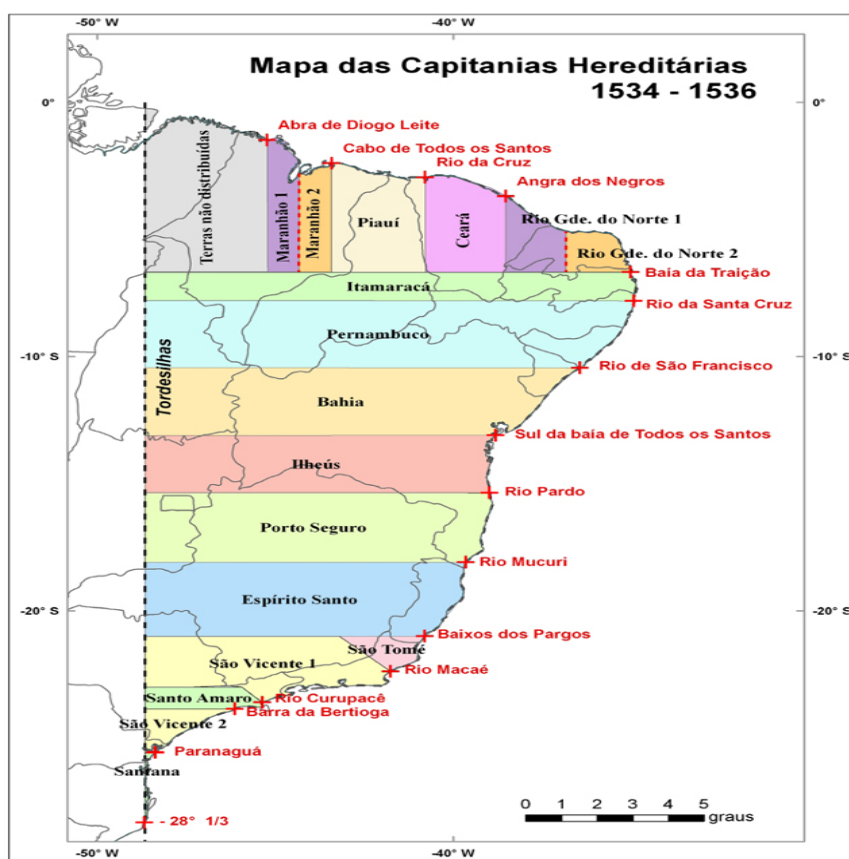 -50° W
-40° W
Mapa das Capitanias Hereditárias
1534 - 1536
0°
0°
Abra de Diogo Leite
Cabo de Todos os Santos
Rio da Cruz
Angra dos Negros
Terras não distribuídas
Maranhão 1
Maranhão 2
Piauí
Ceará
Rio Gde. do Norte 1
Rio Gde. do Norte 2
Baía da Traição
Itamaracá
Rio da Santa Cruz
Pernambuco
-10° S
-10° S
Tordesilhas
Rio de São Francisco
Bahia
Sul da baía de Todos os Santos
Ilheús
Rio Pardo
Porto Seguro
Rio Mucuri
Espírito Santo
-20° S
-20° S
Baixos dos Pargos
São Tomé
São Vicente 1
Rio Macaé
Santo Amaro
Rio Curupacê
Barra da Bertioga
São Vicente 2
Paranaguá
Santana
- 28° 1/3
0 1 2 3 4 5
graus
-50° W
-40° W